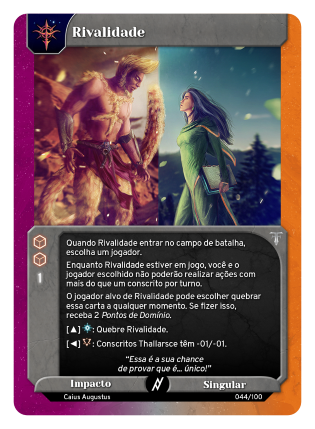 Rivalidade
Quando Rivalidade entrar no campo de batalha,
escolha um jogador.
Enquanto Rivalidade estiver em jogo, você e o
jogador escolhido não poderão realizar ações com
mais do que um conscrito por turno.
O jogador alvo de Rivalidade pode escolher quebrar
essa carta a qualquer momento. Se fizer isso,
receba 2 Pontos de Domínio.
[▲] : Quebre Rivalidade.
[◄] : Conscritos Thallarsce têm -01/-01.
"Essa é a sua chance
de provar que é... único!"
Impacto
Singular
Caius Augustus
044/100